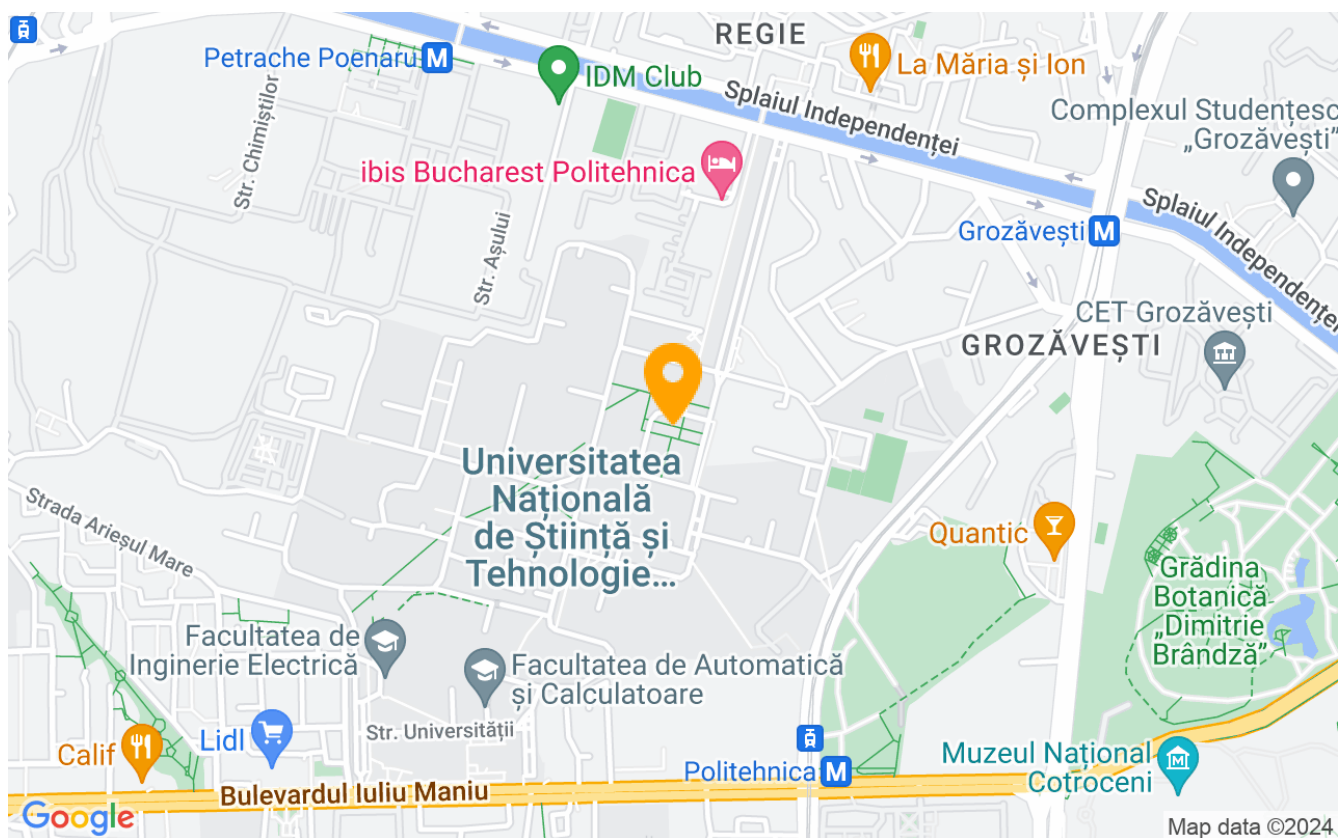 REGIE
Petrache Poenaru
M
IDM Club
La Măria și Ion
Splaiul Independenței
Complexul Studențesc
„Grozăvești”
Str. Chimiștilor
ibis Bucharest Politehnica
Splaiul Independenței
Str. Așului
Grozăvești
M
CET Grozăvești
GROZĂVEȘTI
Universitatea
Națională
de Știință și
Tehnologie...
Strada Arieșul Mare
Quantic
Grădina
Botanică
„Dimitrie
Brândză”
Facultatea de
Inginerie Electrică
Facultatea de Automatică
și Calculatoare
Str. Universității
Lidl
Calif
Politehnica
M
Muzeul Național
Cotroceni
Bulevardul Iuliu Maniu
Google
Map data ©2024